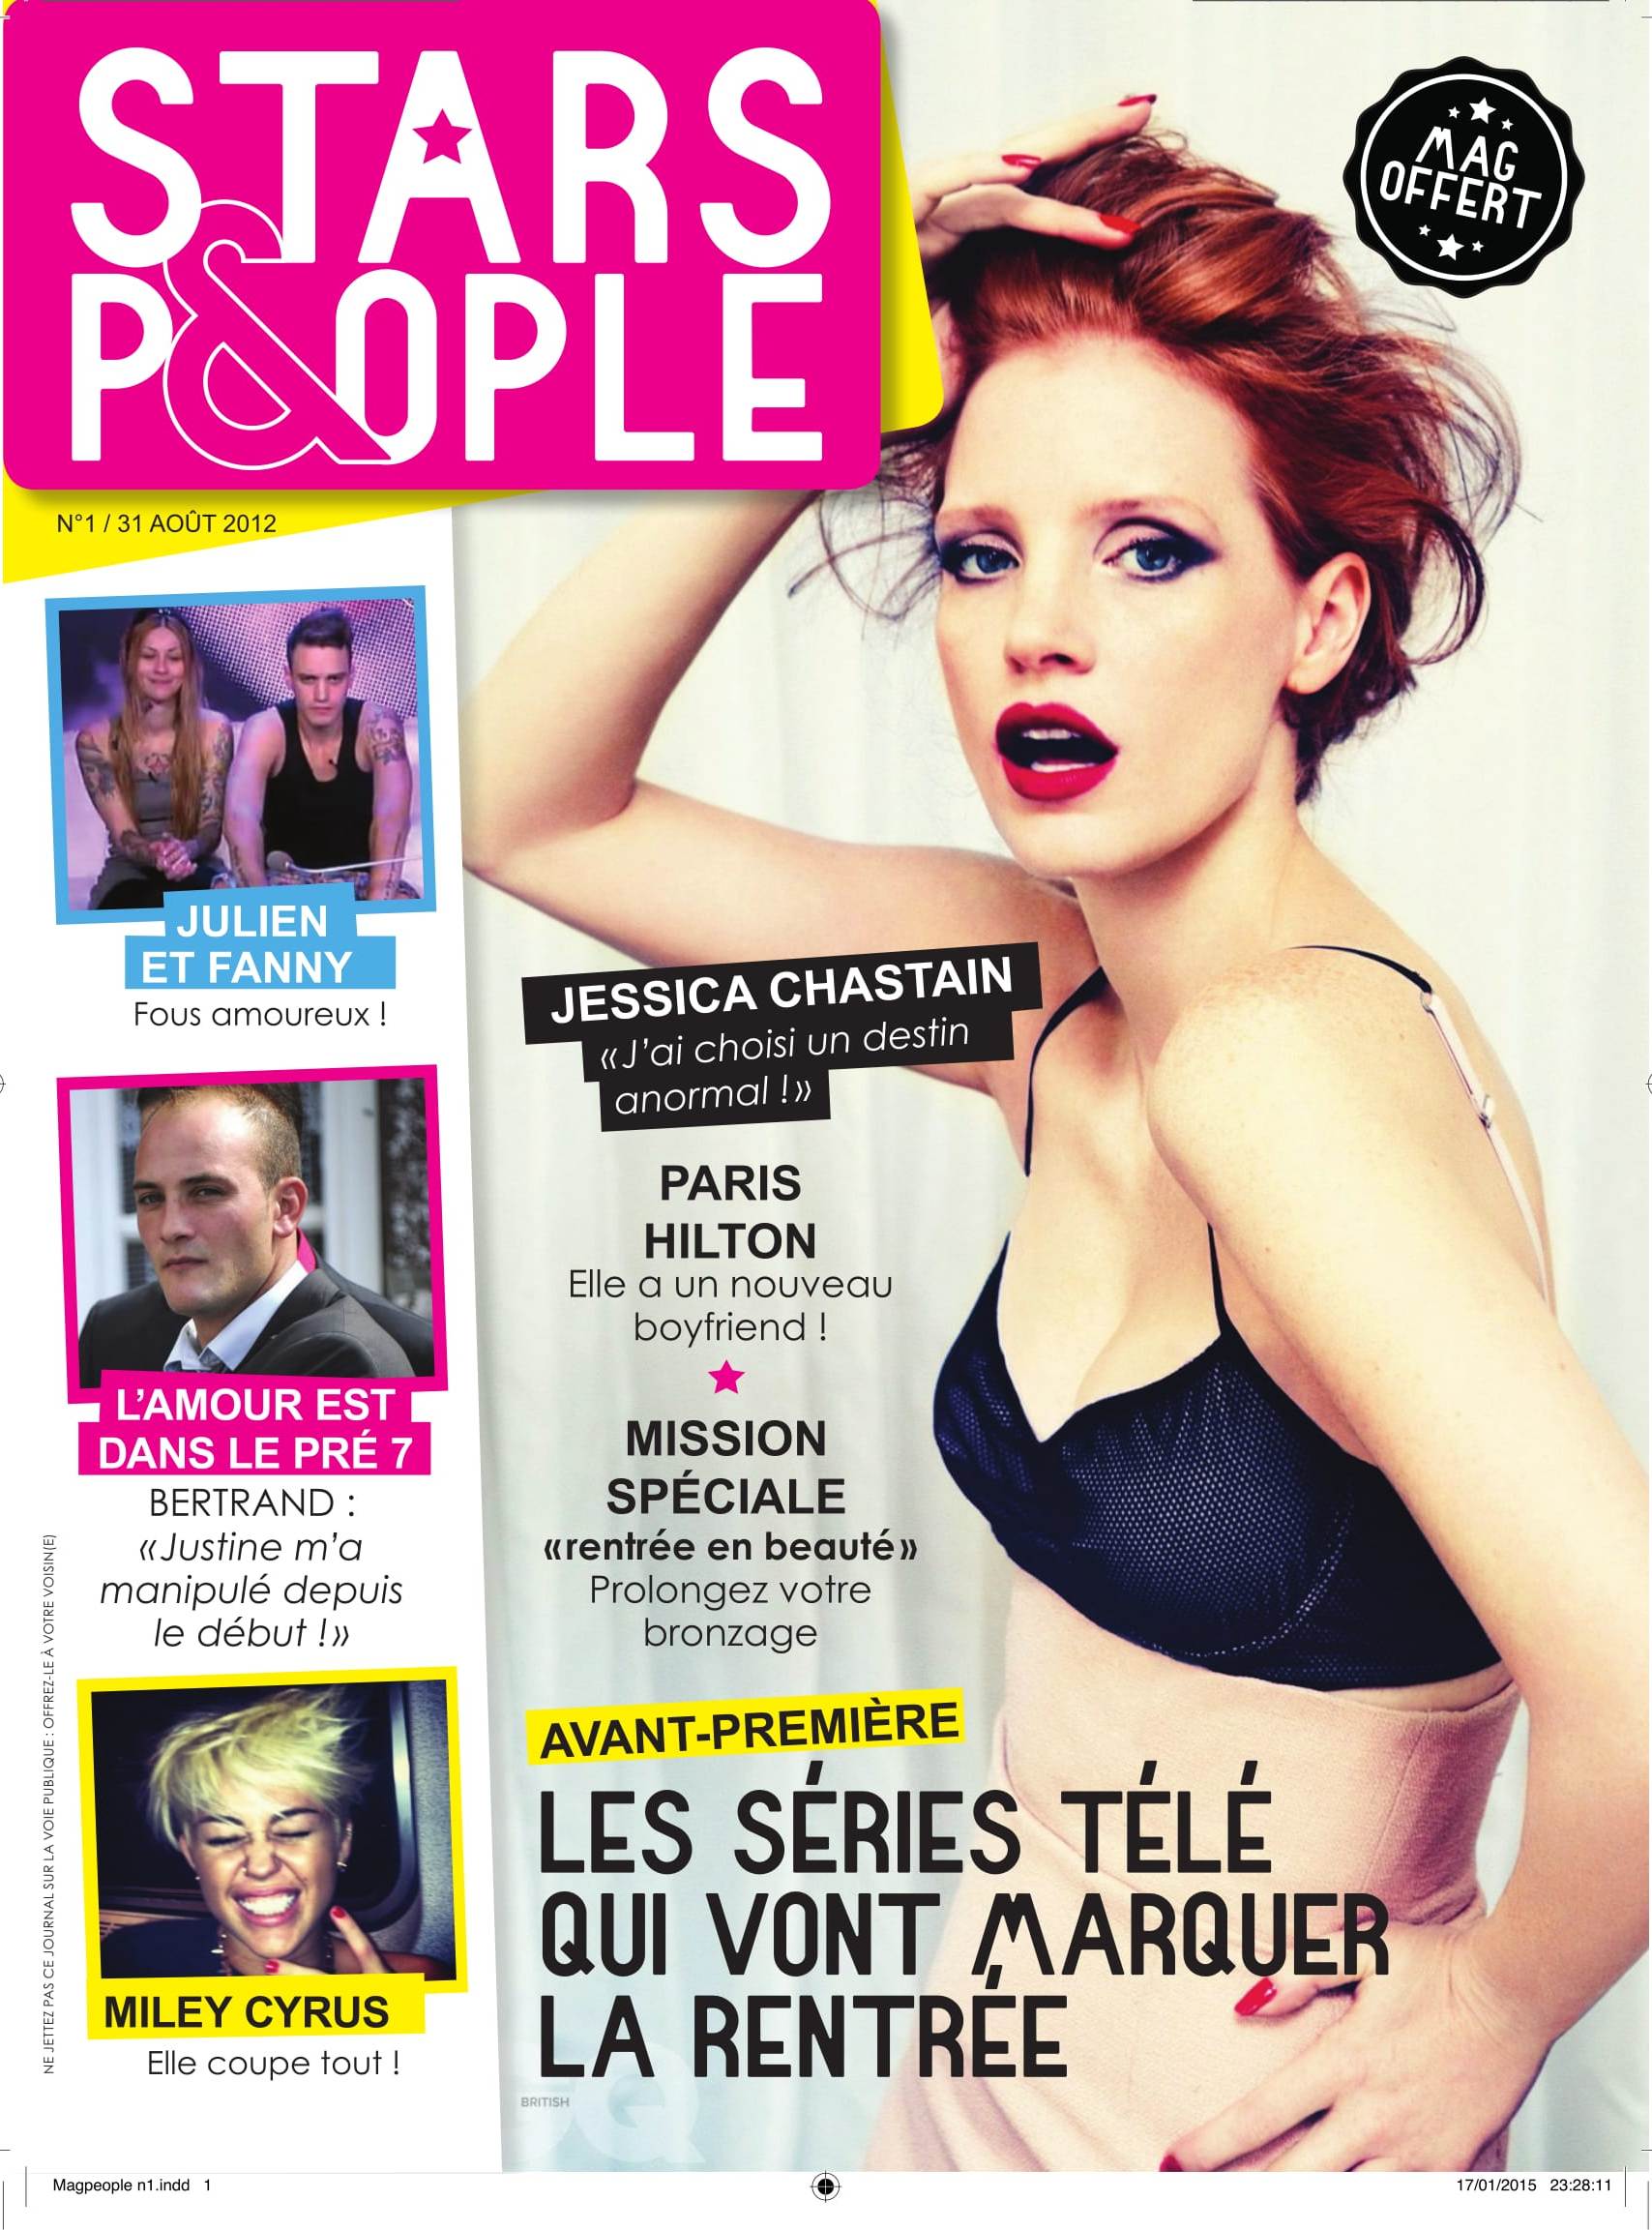 STARS
P&OPLE
MAG
OFFERT
N°1 / 31 AOÛT 2012
JULIEN
ET FANNY
Fous amoureux !
L'AMOUR EST
DANS LE PRÉ 7
BERTRAND :
«Justine m'a
manipulé depuis
le début !»
MILEY CYRUS
Elle coupe tout !
NE JETTEZ PAS CE JOURNAL SUR LA VOIE PUBLIQUE : OFFREZ-LE À VOTRE VOISIN(E)
JESSICA CHASTAIN
«J'ai choisi un destin
anormal !»
PARIS
HILTON
Elle a un nouveau
boyfriend !
MISSION
SPÉCIALE
«rentrée en beauté»
Prolongez votre
bronzage
AVANT-PREMIÈRE
LES SÉRIES TÉLÉ
QUI VONT MARQUER
LA RENTRÉE
BRITISH
GQ
Magpeople n1.indd 1
17/01/2015 23:28:11